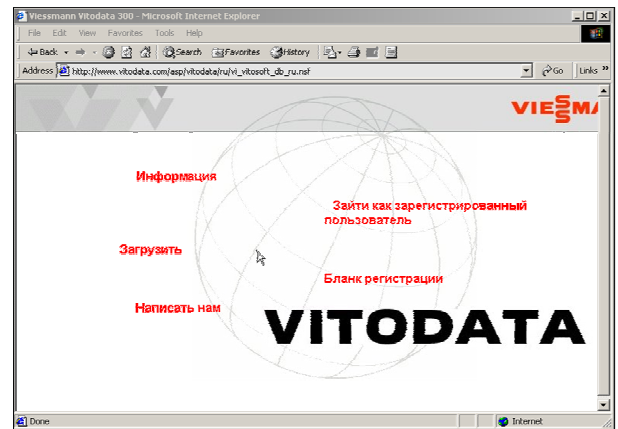 Viessmann Vitodata 300 - Microsoft Internet Explorer
File Edit View Favorites Tools Help
Back Search Favorites History
Address http://www.vitodata.com/asp/vitodata/ru/vi_vitosoft_db_ru.nsf Go Links »
VIESSMA
Информация
Зайти как зарегистрированный
пользователь
Загрузить
Бланк регистрации
Написать нам
VITODATA
Done Internet